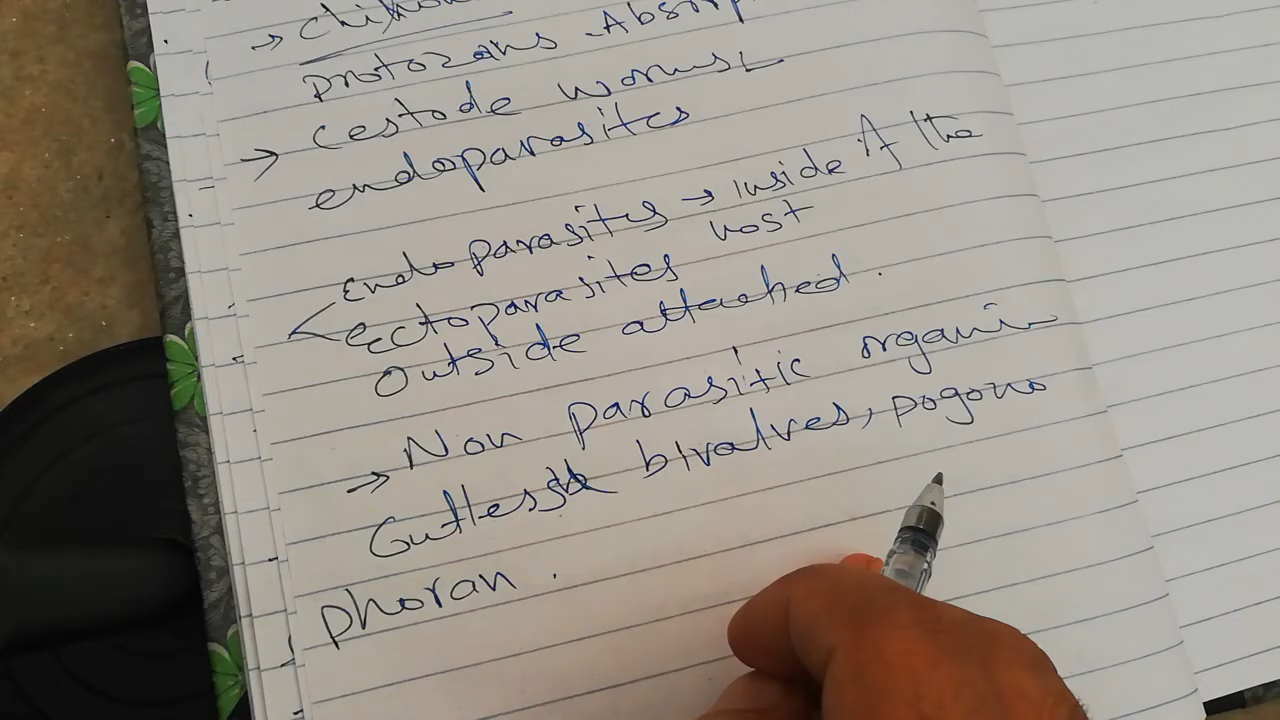 →
protozans - Absorp
→ cestode worms
endoparasites
Endoparasites → Inside of the host
ectoparasites
Outside attached.
→ Non parasitic organi
Gutless bivalves, pogono
phoran.